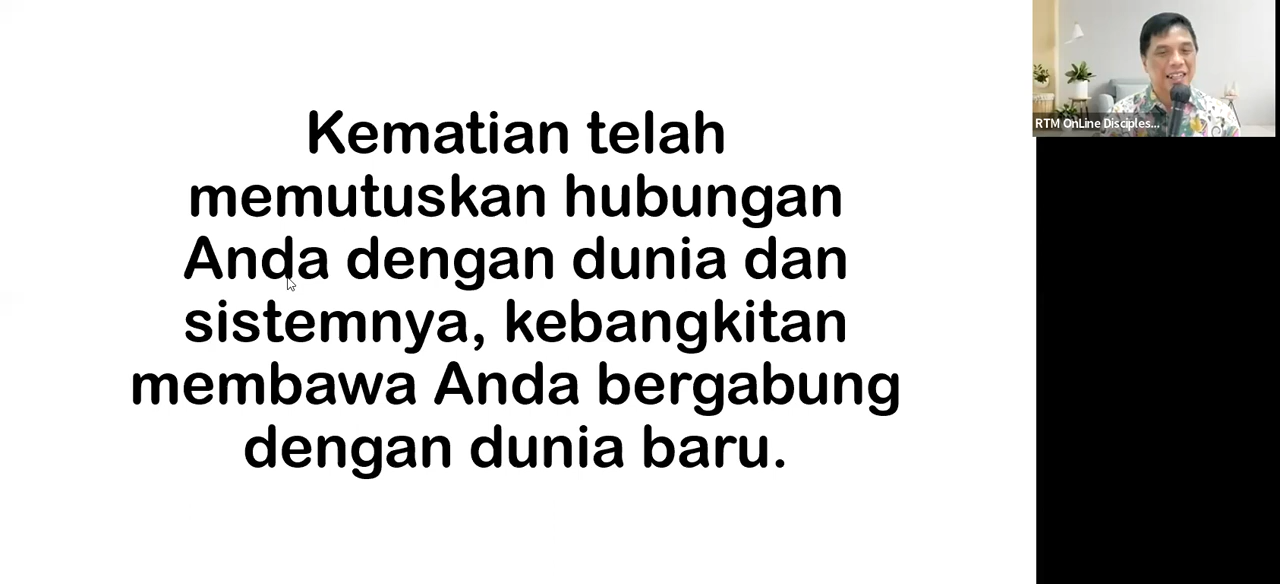 Kematian telah
memutuskan hubungan
Anda dengan dunia dan
sistemnya, kebangkitan
membawa Anda bergabung
dengan dunia baru.
RTM OnLine Disciples...